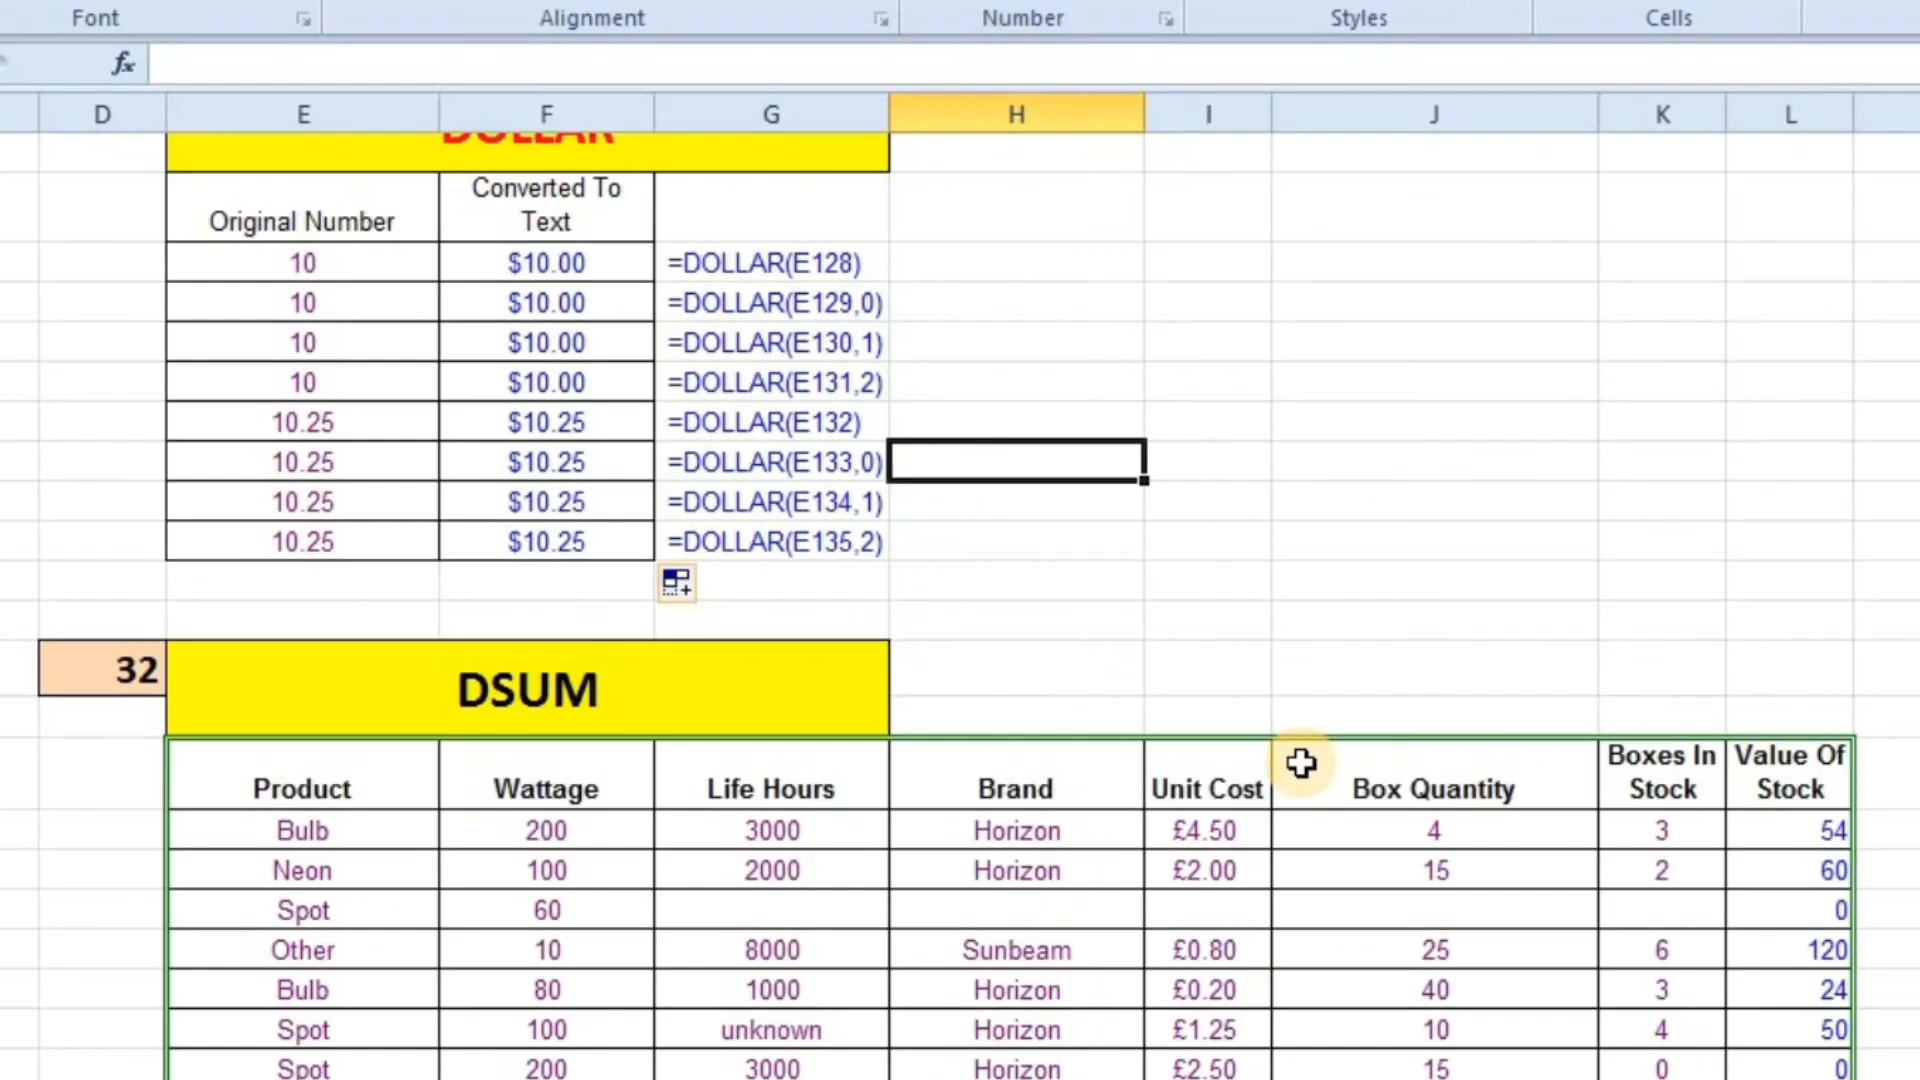 Font Alignment Number Styles Cells
fx
D E F G H I J K L
DOLLAR
Original Number Converted To Text
10 $10.00 =DOLLAR(E128)
10 $10.00 =DOLLAR(E129,0)
10 $10.00 =DOLLAR(E130,1)
10 $10.00 =DOLLAR(E131,2)
10.25 $10.25 =DOLLAR(E132)
10.25 $10.25 =DOLLAR(E133,0)
10.25 $10.25 =DOLLAR(E134,1)
10.25 $10.25 =DOLLAR(E135,2)
32 DSUM
Product Wattage Life Hours Brand Unit Cost Box Quantity Boxes In Stock Value Of Stock
Bulb 200 3000 Horizon £4.50 4 3 54
Neon 100 2000 Horizon £2.00 15 2 60
Spot 60 0
Other 10 8000 Sunbeam £0.80 25 6 120
Bulb 80 1000 Horizon £0.20 40 3 24
Spot 100 unknown Horizon £1.25 10 4 50
Spot 200 3000 Horizon £2.50 15 0 0